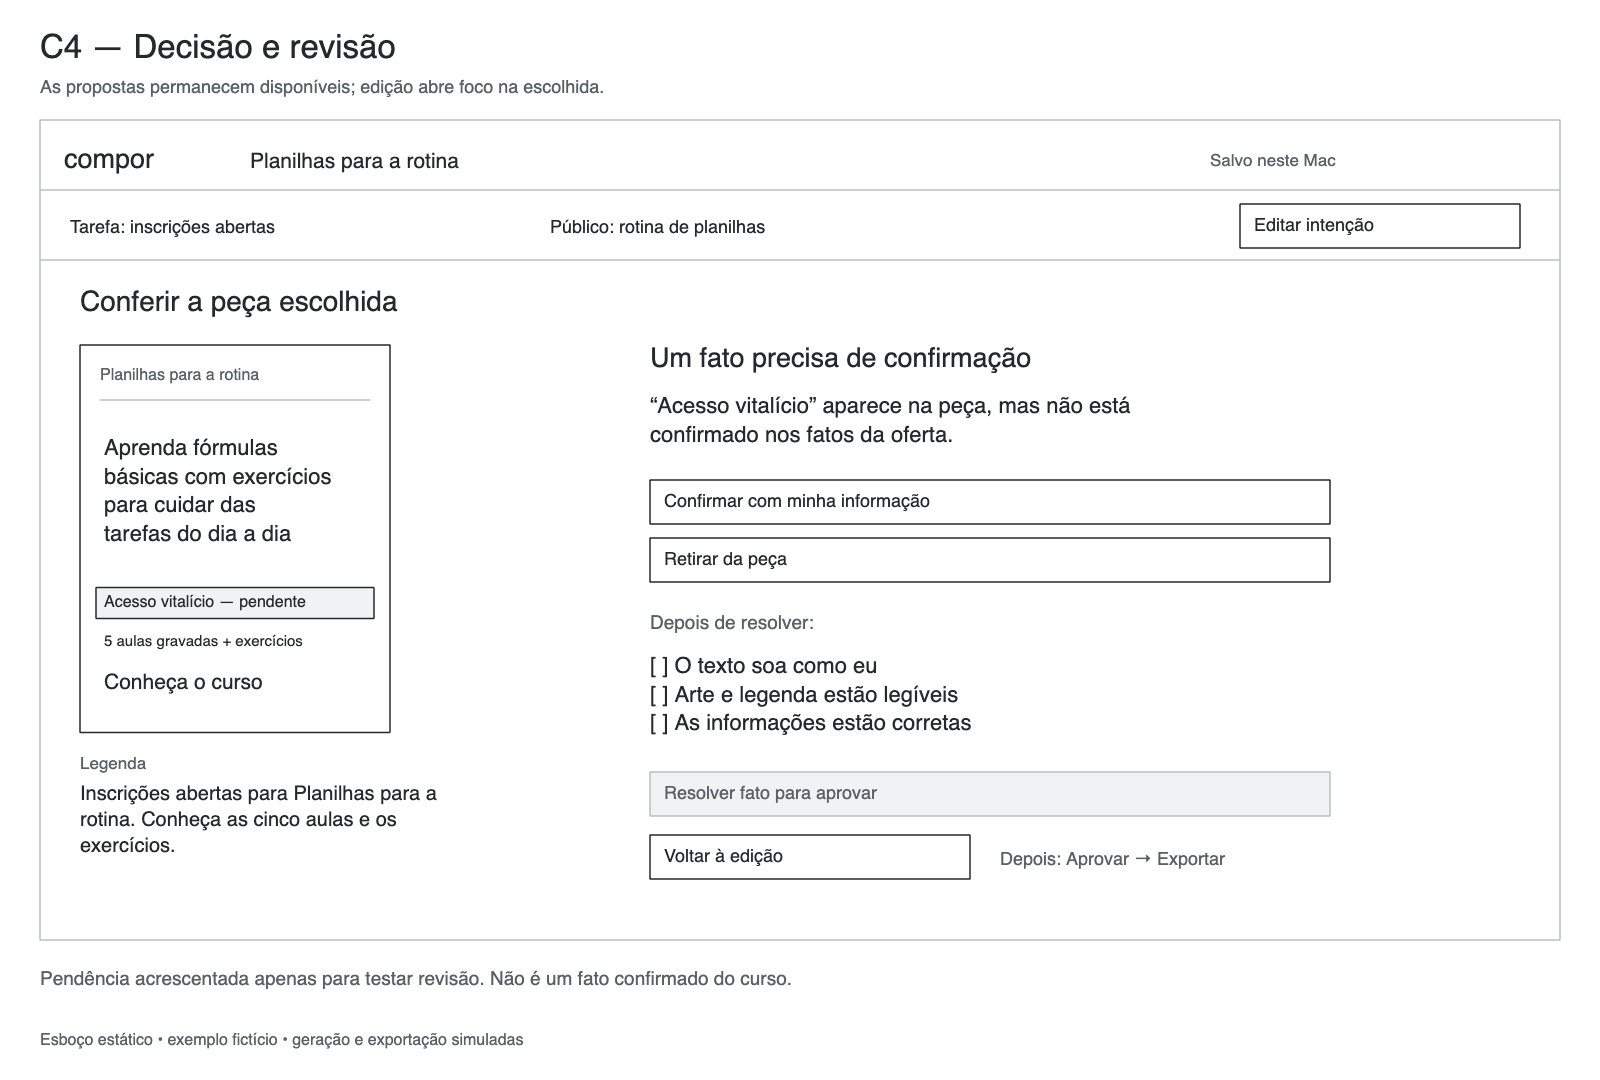 C4 — Decisão e revisão
As propostas permanecem disponíveis; edição abre foco na escolhida.
compor
Planilhas para a rotina
Salvo neste Mac
Tarefa: inscrições abertas
Público: rotina de planilhas
Editar intenção
Conferir a peça escolhida
Planilhas para a rotina
Aprenda fórmulas
básicas com exercícios
para cuidar das
tarefas do dia a dia
Acesso vitalício — pendente
5 aulas gravadas + exercícios
Conheça o curso
Legenda
Inscrições abertas para Planilhas para a
rotina. Conheça as cinco aulas e os
exercícios.
Um fato precisa de confirmação
“Acesso vitalício” aparece na peça, mas não está
confirmado nos fatos da oferta.
Confirmar com minha informação
Retirar da peça
Depois de resolver:
[ ] O texto soa como eu
[ ] Arte e legenda estão legíveis
[ ] As informações estão corretas
Resolver fato para aprovar
Voltar à edição
Depois: Aprovar → Exportar
Pendência acrescentada apenas para testar revisão. Não é um fato confirmado do curso.
Esboço estático • exemplo fictício • geração e exportação simuladas